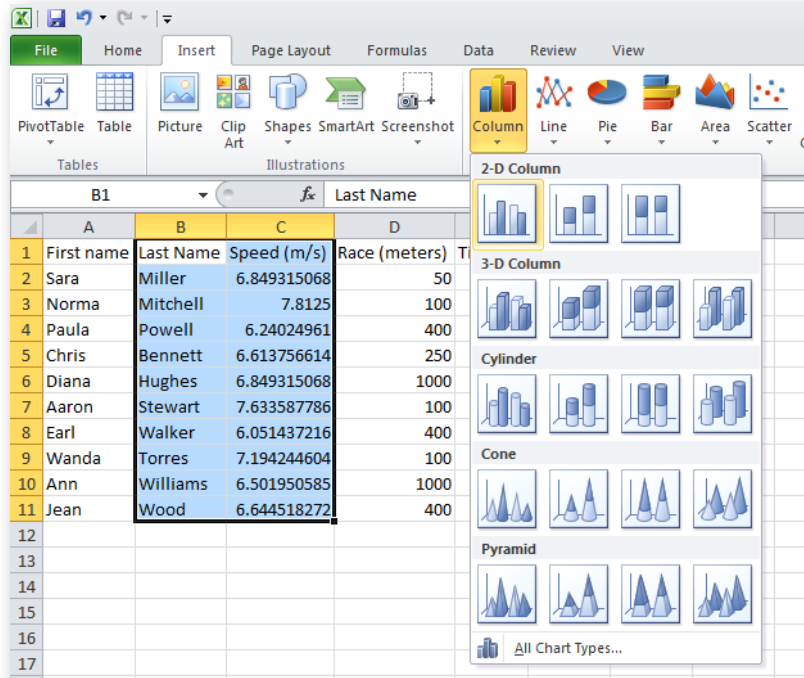 File Home Insert Page Layout Formulas Data Review View
PivotTable Table Picture Clip Art Shapes SmartArt Screenshot Column Line Pie Bar Area Scatter
Tables Illustrations
B1 fx Last Name
2-D Column
3-D Column
Cylinder
Cone
Pyramid
All Chart Types...
A B C D
1 First name Last Name Speed (m/s) Race (meters)
2 Sara Miller 6.849315068 50
3 Norma Mitchell 7.8125 100
4 Paula Powell 6.24024961 400
5 Chris Bennett 6.613756614 250
6 Diana Hughes 6.849315068 1000
7 Aaron Stewart 7.633587786 100
8 Earl Walker 6.051437216 400
9 Wanda Torres 7.194244604 100
10 Ann Williams 6.501950585 1000
11 Jean Wood 6.644518272 400
12
13
14
15
16
17